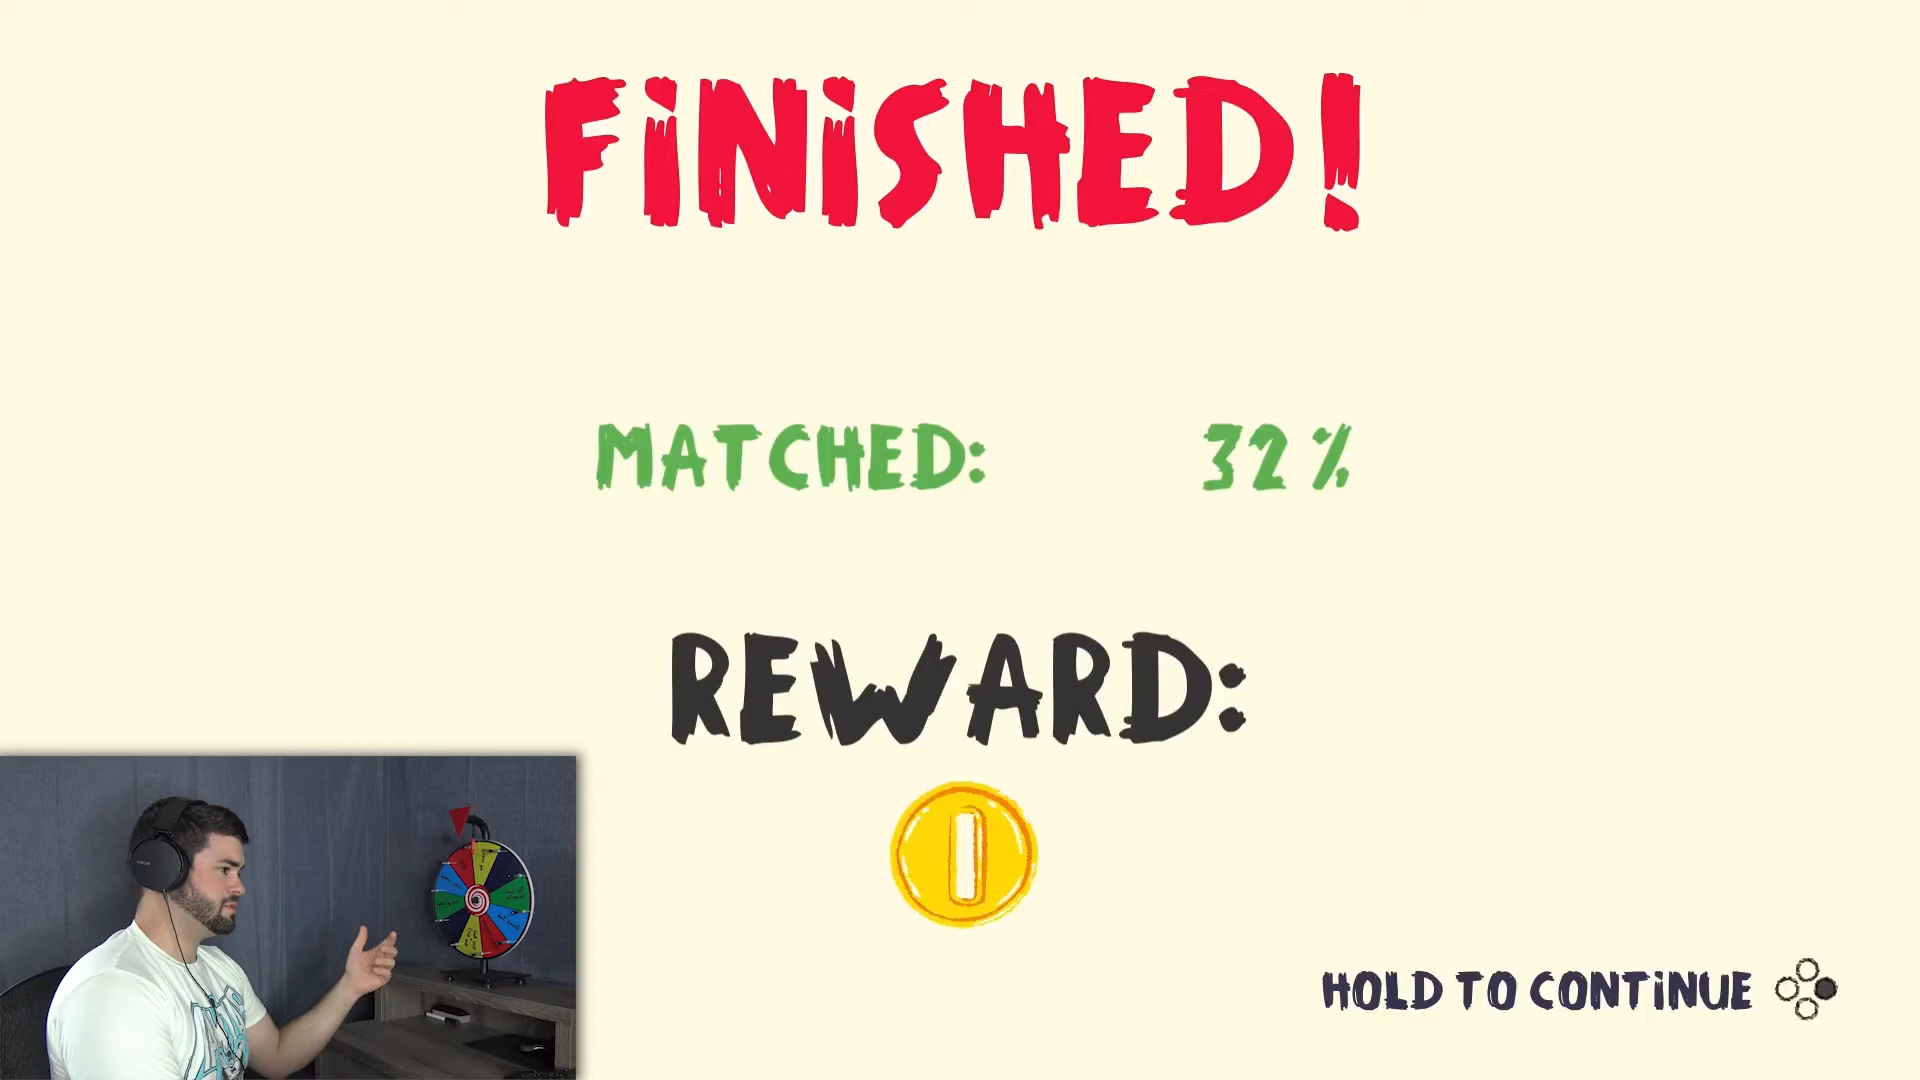 FINISHED!
MATCHED: 32%
REWARD:
HOLD TO CONTINUE